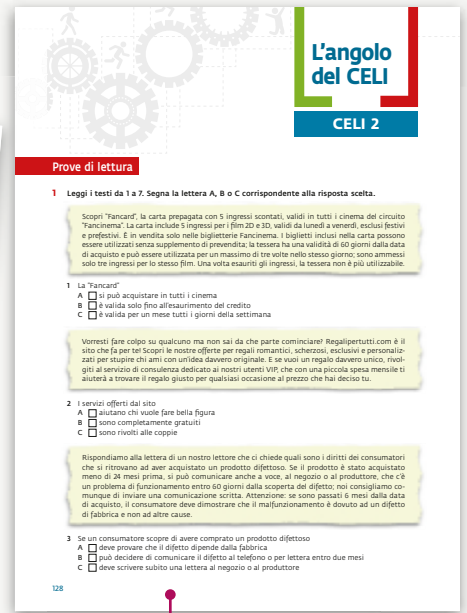 L'angolo
del CELI
CELI 2
Prove di lettura
1 Leggi i testi da 1 a 7. Segna la lettera A, B o C corrispondente alla risposta scelta.
Scopri "Fancard", la carta prepagata con 5 ingressi scontati, validi in tutti i cinema del circuito
"Fancinema". La carta include 5 ingressi per i film 2D e 3D, validi da lunedì a venerdì, esclusi festivi
e prefestivi. È in vendita solo nelle biglietterie Fancinema. I biglietti inclusi nella carta possono
essere utilizzati senza supplemento di prevendita; la tessera ha una validità di 60 giorni dalla data
di acquisto e può essere utilizzata per un massimo di tre volte nello stesso giorno; sono ammessi
solo tre ingressi per lo stesso film. Una volta esauriti gli ingressi, la tessera non è più utilizzabile.
1 La "Fancard"
A si può acquistare in tutti i cinema
B è valida solo fino all'esaurimento del credito
C è valida per un mese tutti i giorni della settimana
Vorresti fare colpo su qualcuno ma non sai da che parte cominciare? Regalipertutti.com è il
sito che fa per te! Scopri le nostre offerte per regali romantici, scherzosi, esclusivi e personaliz-
zati per stupire chi ami con un'idea davvero originale. E se vuoi un regalo davvero unico, rivol-
giti al servizio di consulenza dedicato ai nostri utenti VIP, che con una piccola spesa mensile ti
aiuterà a trovare il regalo giusto per qualsiasi occasione al prezzo che hai deciso tu.
2 I servizi offerti dal sito
A aiutano chi vuole fare bella figura
B sono completamente gratuiti
C sono rivolti alle coppie
Rispondiamo alla lettera di un nostro lettore che ci chiede quali sono i diritti dei consumatori
che si ritrovano ad aver acquistato un prodotto difettoso. Se il prodotto è stato acquistato
meno di 24 mesi prima, si può comunicare anche a voce, al negozio o al produttore, che c'è
un problema di funzionamento entro 60 giorni dalla scoperta del difetto; noi consigliamo co-
munque di inviare una comunicazione scritta. Attenzione: se sono passati 6 mesi dalla data
di acquisto, il consumatore deve dimostrare che il malfunzionamento è dovuto ad un difetto
di fabbrica e non ad altre cause.
3 Se un consumatore scopre di avere comprato un prodotto difettoso
A deve provare che il difetto dipende dalla fabbrica
B può decidere di comunicare il difetto al telefono o per lettera entro due mesi
C deve scrivere subito una lettera al negozio o al produttore
128